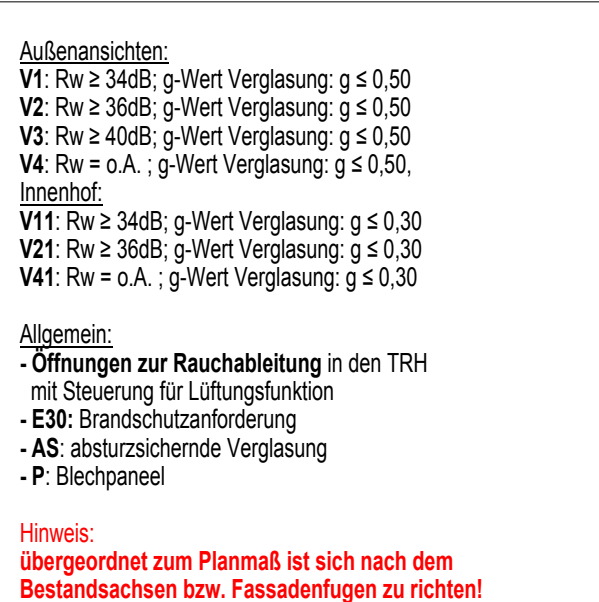 Außenansichten:
V1: Rw ≥ 34dB; g-Wert Verglasung: g ≤ 0,50
V2: Rw ≥ 36dB; g-Wert Verglasung: g ≤ 0,50
V3: Rw ≥ 40dB; g-Wert Verglasung: g ≤ 0,50
V4: Rw = o.A. ; g-Wert Verglasung: g ≤ 0,50,
Innenhof:
V11: Rw ≥ 34dB; g-Wert Verglasung: g ≤ 0,30
V21: Rw ≥ 36dB; g-Wert Verglasung: g ≤ 0,30
V41: Rw = o.A. ; g-Wert Verglasung: g ≤ 0,30
Allgemein:
- Öffnungen zur Rauchableitung in den TRH
mit Steuerung für Lüftungsfunktion
- E30: Brandschutzanforderung
- AS: absturzsichernde Verglasung
- P: Blechpaneel
Hinweis:
übergeordnet zum Planmaß ist sich nach dem
Bestandsachsen bzw. Fassadenfugen zu richten!